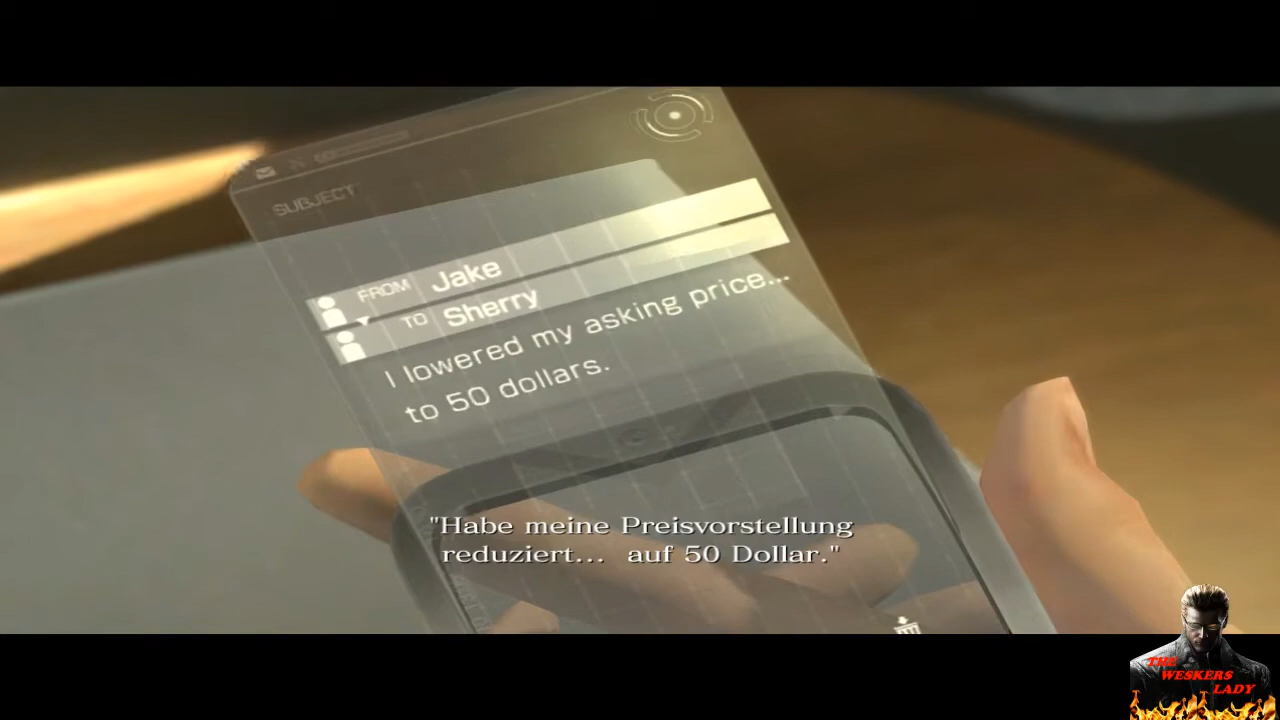 SUBJECT
FROM Jake
TO Sherry
I lowered my asking price...
to 50 dollars.
"Habe meine Preisvorstellung
reduziert... auf 50 Dollar."
THE
WESKERS
LADY